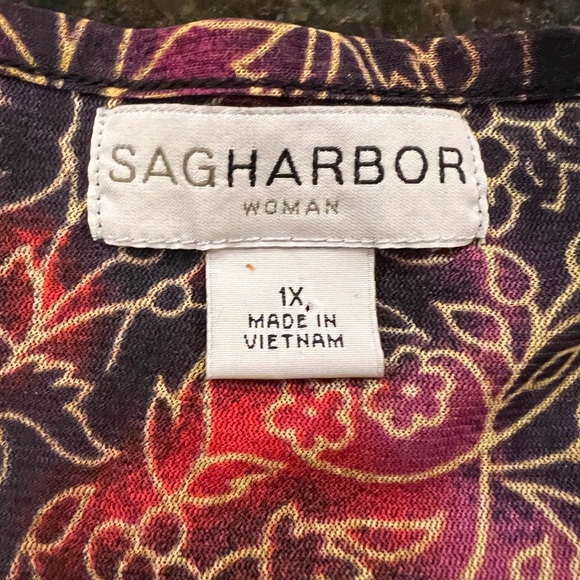 SAGHARBOR
WOMAN
1X,
MADE IN
VIETNAM